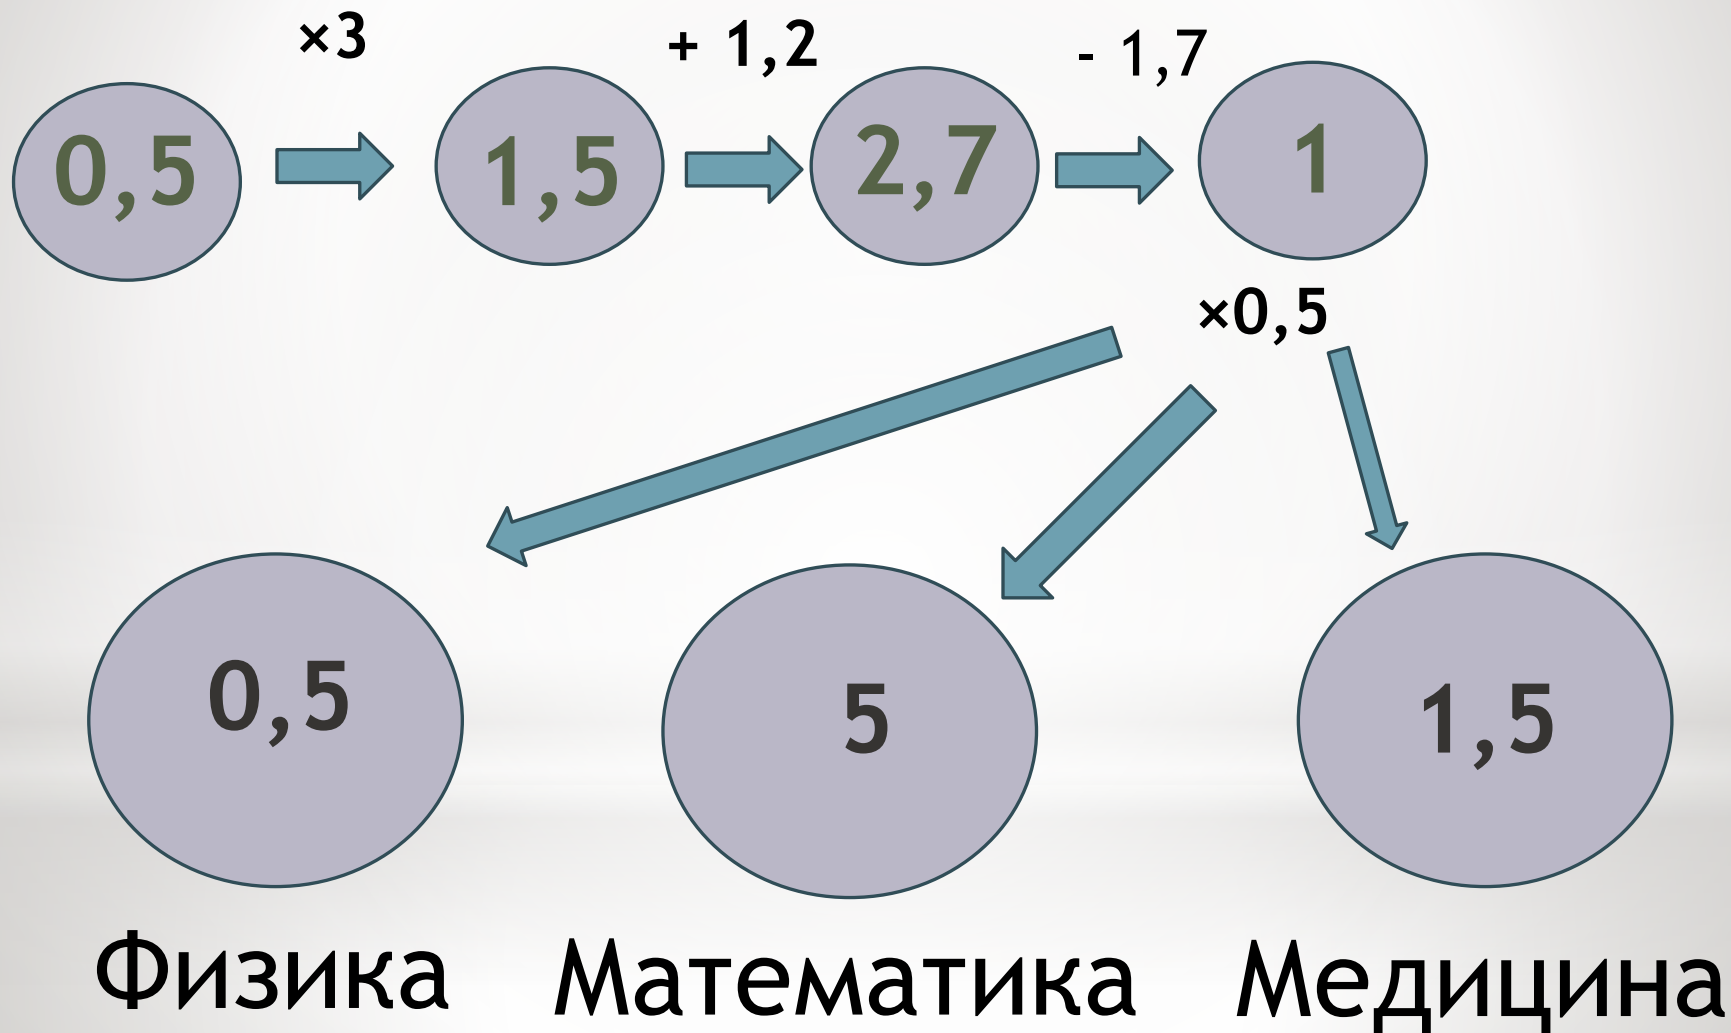 ×3 + 1,2 - 1,7
0,5 1,5 2,7 1
×0,5
0,5 5 1,5
Физика Математика Медицина